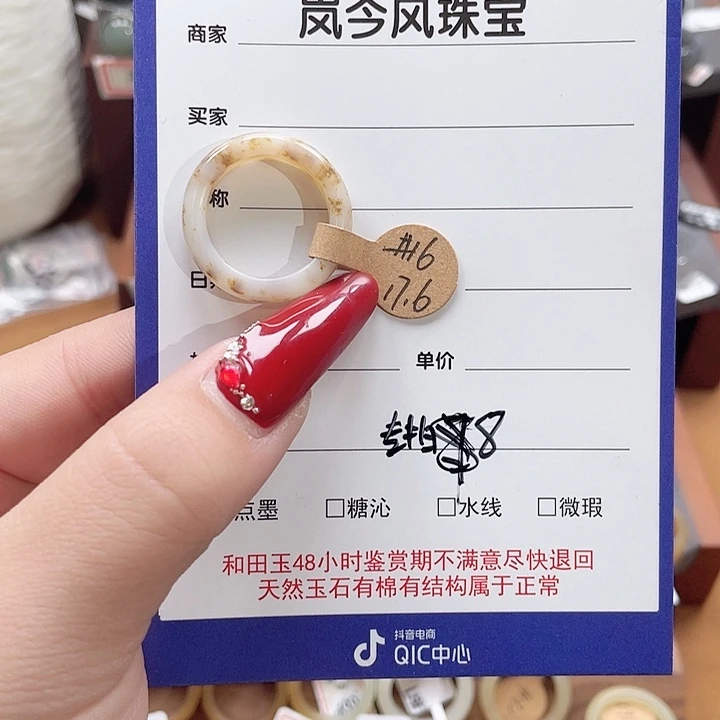 岚今风珠宝
商家
买家
称
#16
17.6
日
单价
8
点墨 □糖沁 □水线 □微瑕
和田玉48小时鉴赏期不满意尽快退回
天然玉石有棉有结构属于正常
抖音电商
QIC中心